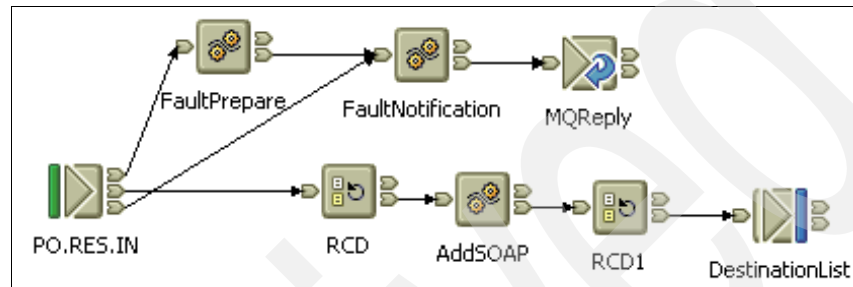 FaultPrepare
FaultNotification
MQReply
PO.RES.IN
RCD
AddSOAP
RCD1
DestinationList